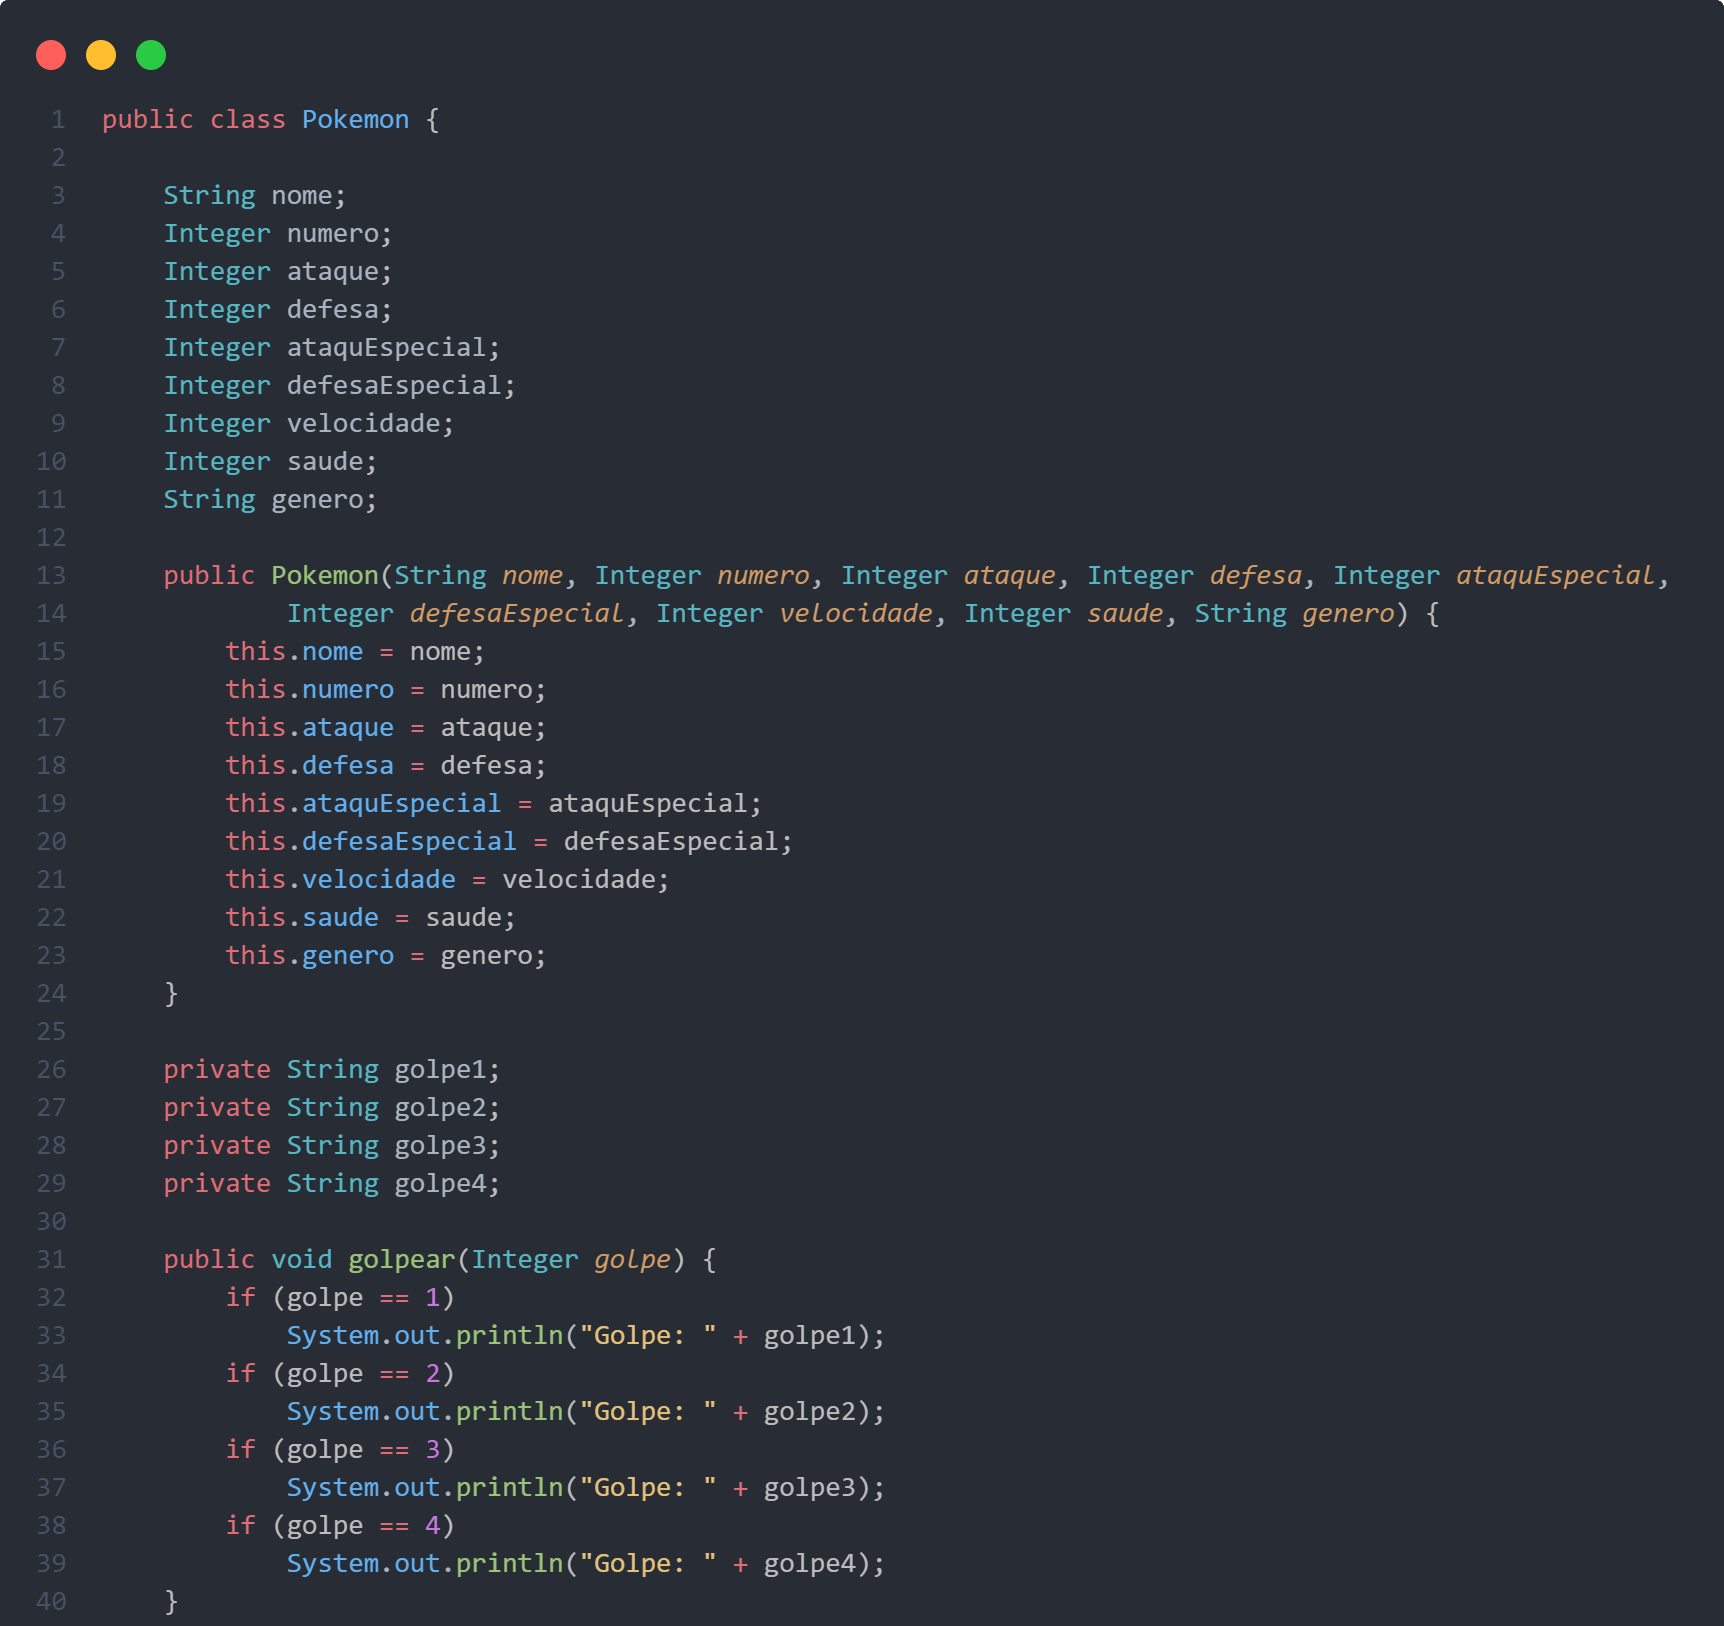 1 public class Pokemon {
2
3     String nome;
4     Integer numero;
5     Integer ataque;
6     Integer defesa;
7     Integer ataquEspecial;
8     Integer defesaEspecial;
9     Integer velocidade;
10     Integer saude;
11     String genero;
12
13     public Pokemon(String nome, Integer numero, Integer ataque, Integer defesa, Integer ataquEspecial,
14             Integer defesaEspecial, Integer velocidade, Integer saude, String genero) {
15         this.nome = nome;
16         this.numero = numero;
17         this.ataque = ataque;
18         this.defesa = defesa;
19         this.ataquEspecial = ataquEspecial;
20         this.defesaEspecial = defesaEspecial;
21         this.velocidade = velocidade;
22         this.saude = saude;
23         this.genero = genero;
24     }
25
26     private String golpe1;
27     private String golpe2;
28     private String golpe3;
29     private String golpe4;
30
31     public void golpear(Integer golpe) {
32         if (golpe == 1)
33             System.out.println("Golpe: " + golpe1);
34         if (golpe == 2)
35             System.out.println("Golpe: " + golpe2);
36         if (golpe == 3)
37             System.out.println("Golpe: " + golpe3);
38         if (golpe == 4)
39             System.out.println("Golpe: " + golpe4);
40     }